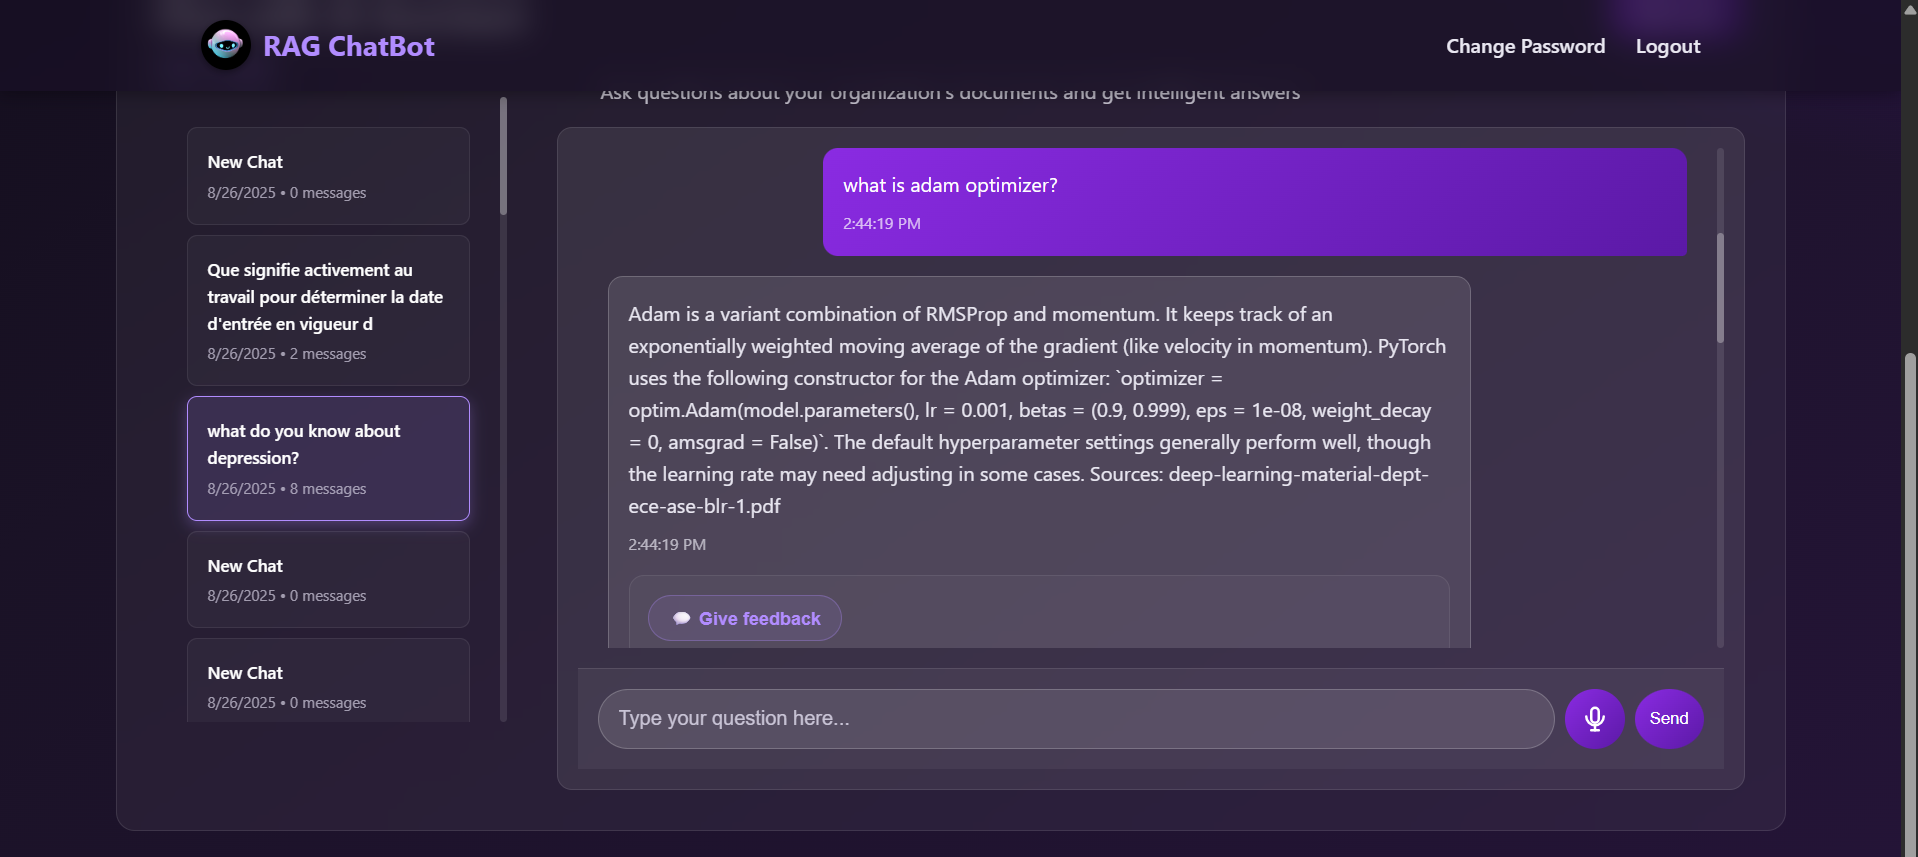 RAG ChatBot
Change Password
Logout
Ask questions about your organization's documents and get intelligent answers
New Chat
8/26/2025 • 0 messages
Que signifie activement au
travail pour déterminer la date
d'entrée en vigueur d
8/26/2025 • 2 messages
what do you know about
depression?
8/26/2025 • 8 messages
New Chat
8/26/2025 • 0 messages
New Chat
8/26/2025 • 0 messages
what is adam optimizer?
2:44:19 PM
Adam is a variant combination of RMSProp and momentum. It keeps track of an
exponentially weighted moving average of the gradient (like velocity in momentum). PyTorch
uses the following constructor for the Adam optimizer: `optimizer =
optim.Adam(model.parameters(), lr = 0.001, betas = (0.9, 0.999), eps = 1e-08, weight_decay
= 0, amsgrad = False)`. The default hyperparameter settings generally perform well, though
the learning rate may need adjusting in some cases. Sources: deep-learning-material-dept-
ece-ase-blr-1.pdf
2:44:19 PM
Give feedback
Type your question here...
Send